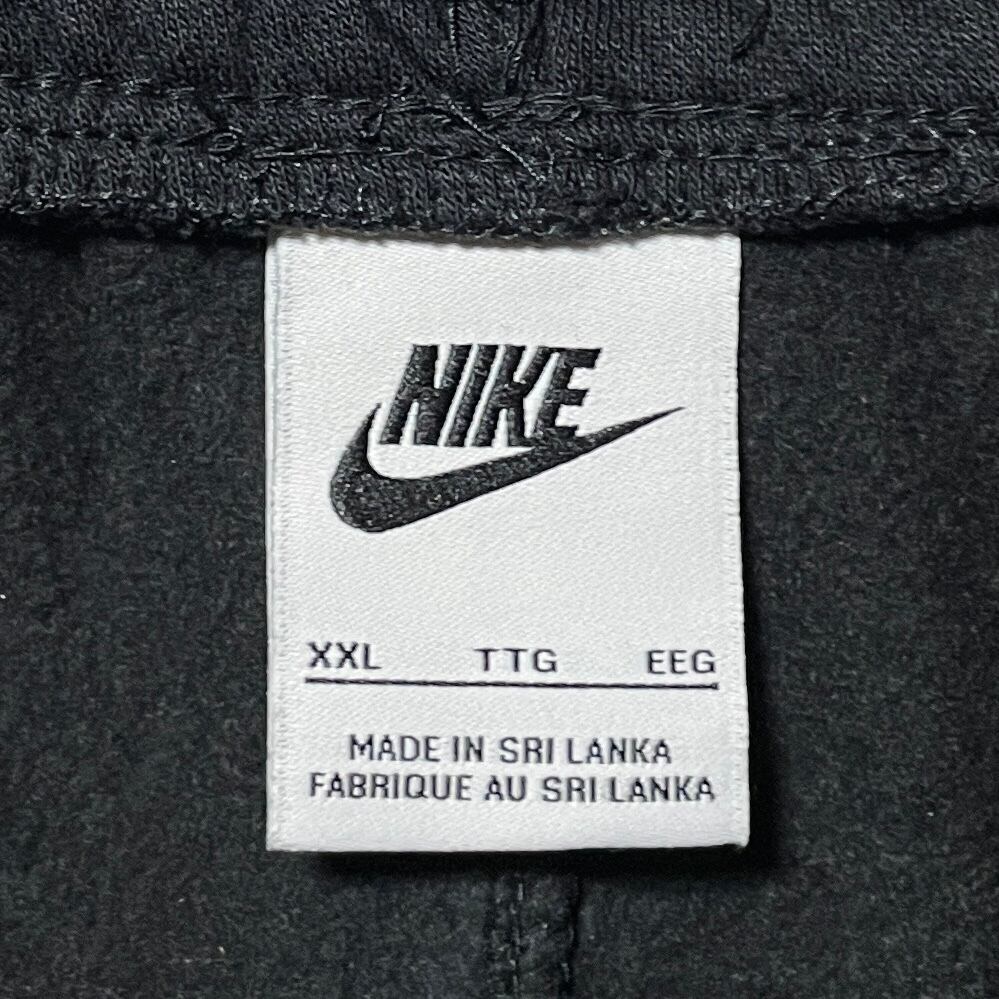 NIKE
XXL TTG EEG
MADE IN SRI LANKA
FABRIQUE AU SRI LANKA